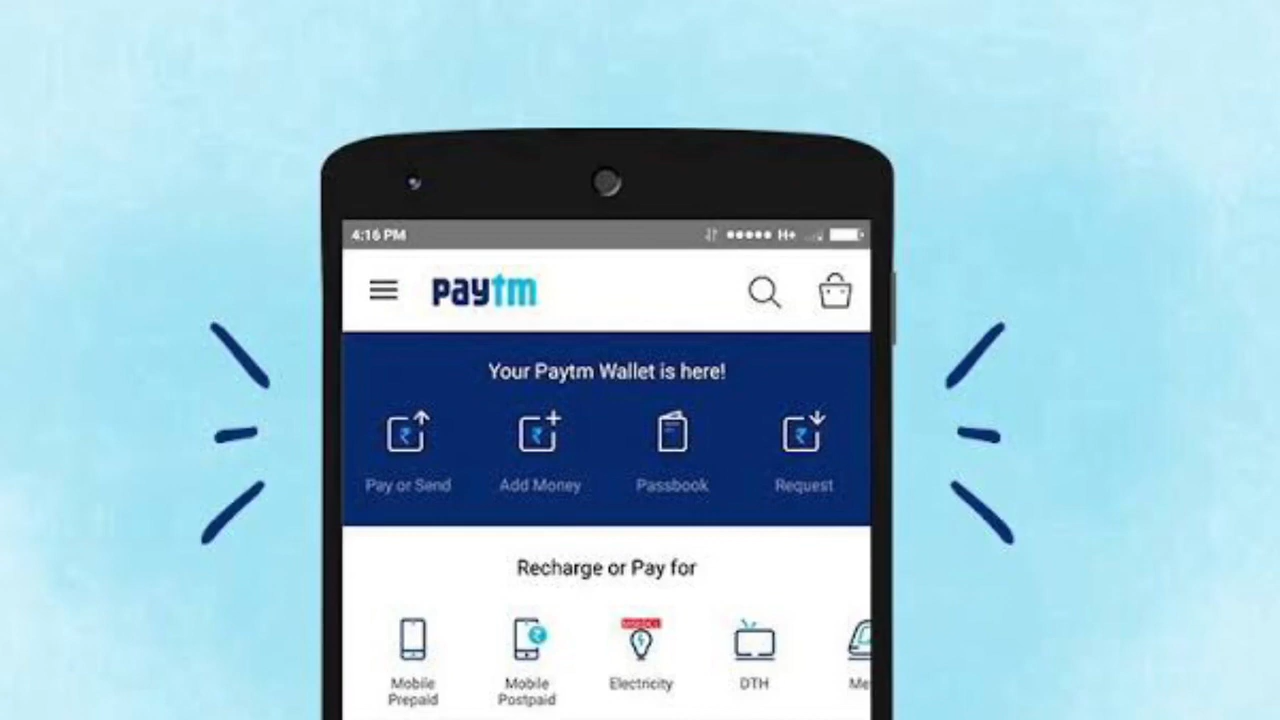 4:16 PM
H+
paytm
Your Paytm Wallet is here!
Pay or Send
Add Money
Passbook
Request
Recharge or Pay for
Mobile
Prepaid
Mobile
Postpaid
Electricity
DTH
Me